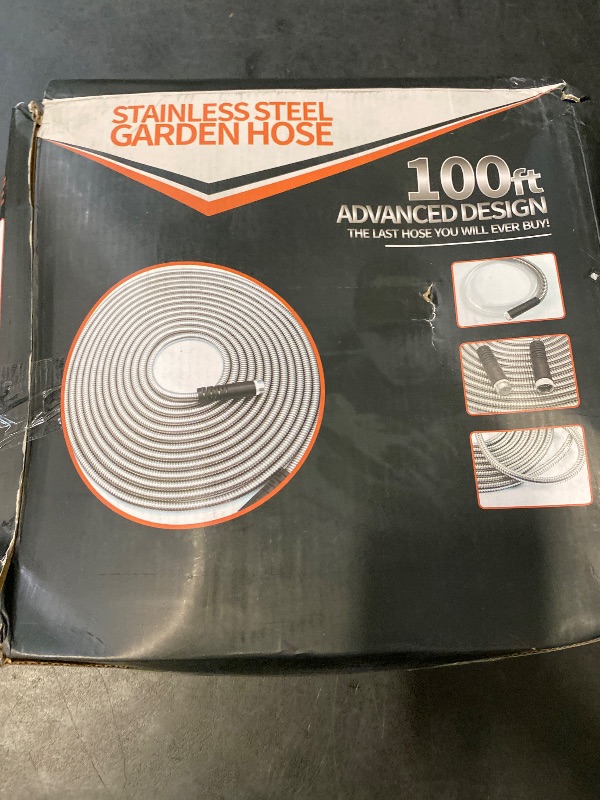 STAINLESS STEEL
GARDEN HOSE
100ft
ADVANCED DESIGN
THE LAST HOSE YOU WILL EVER BUY!